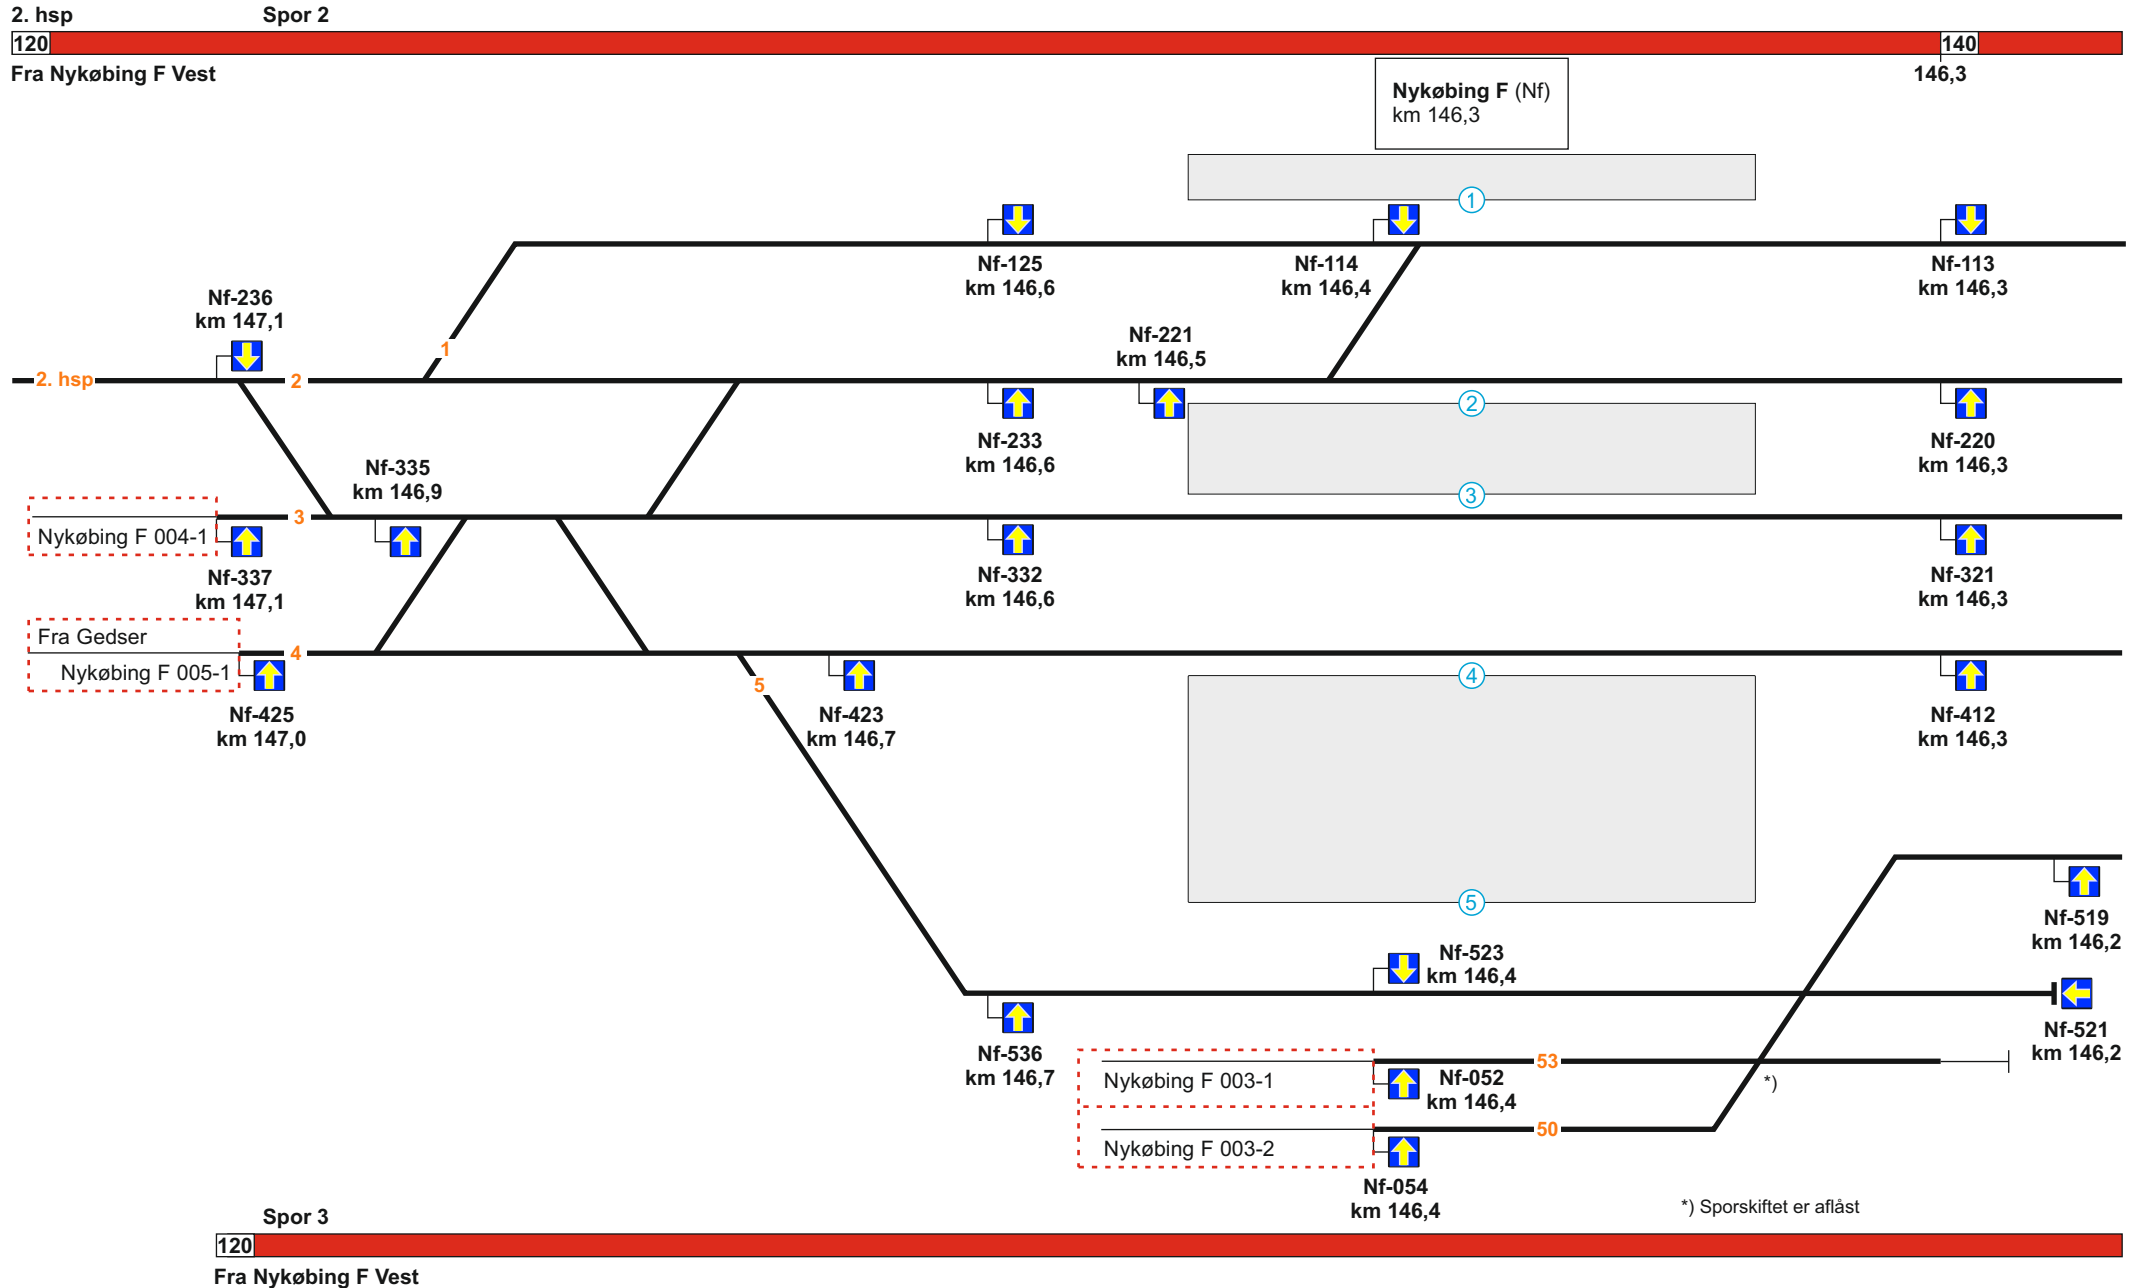 2. hsp
Spor 2
120
140
Fra Nykøbing F Vest
146,3
Nykøbing F (Nf)
km 146,3
1
Nf-125
km 146,6
Nf-114
km 146,4
Nf-113
km 146,3
Nf-236
km 147,1
1
Nf-221
km 146,5
2. hsp
2
2
Nf-233
km 146,6
Nf-220
km 146,3
Nf-335
km 146,9
3
3
Nykøbing F 004-1
Nf-337
km 147,1
Nf-332
km 146,6
Nf-321
km 146,3
Fra Gedser
4
Nykøbing F 005-1
4
5
Nf-425
km 147,0
Nf-423
km 146,7
Nf-412
km 146,3
5
Nf-519
km 146,2
Nf-523
km 146,4
Nf-521
km 146,2
Nf-536
km 146,7
53
Nykøbing F 003-1
Nf-052
km 146,4
*)
50
Nykøbing F 003-2
Nf-054
km 146,4
*) Sporskiftet er aflåst
Spor 3
120
Fra Nykøbing F Vest